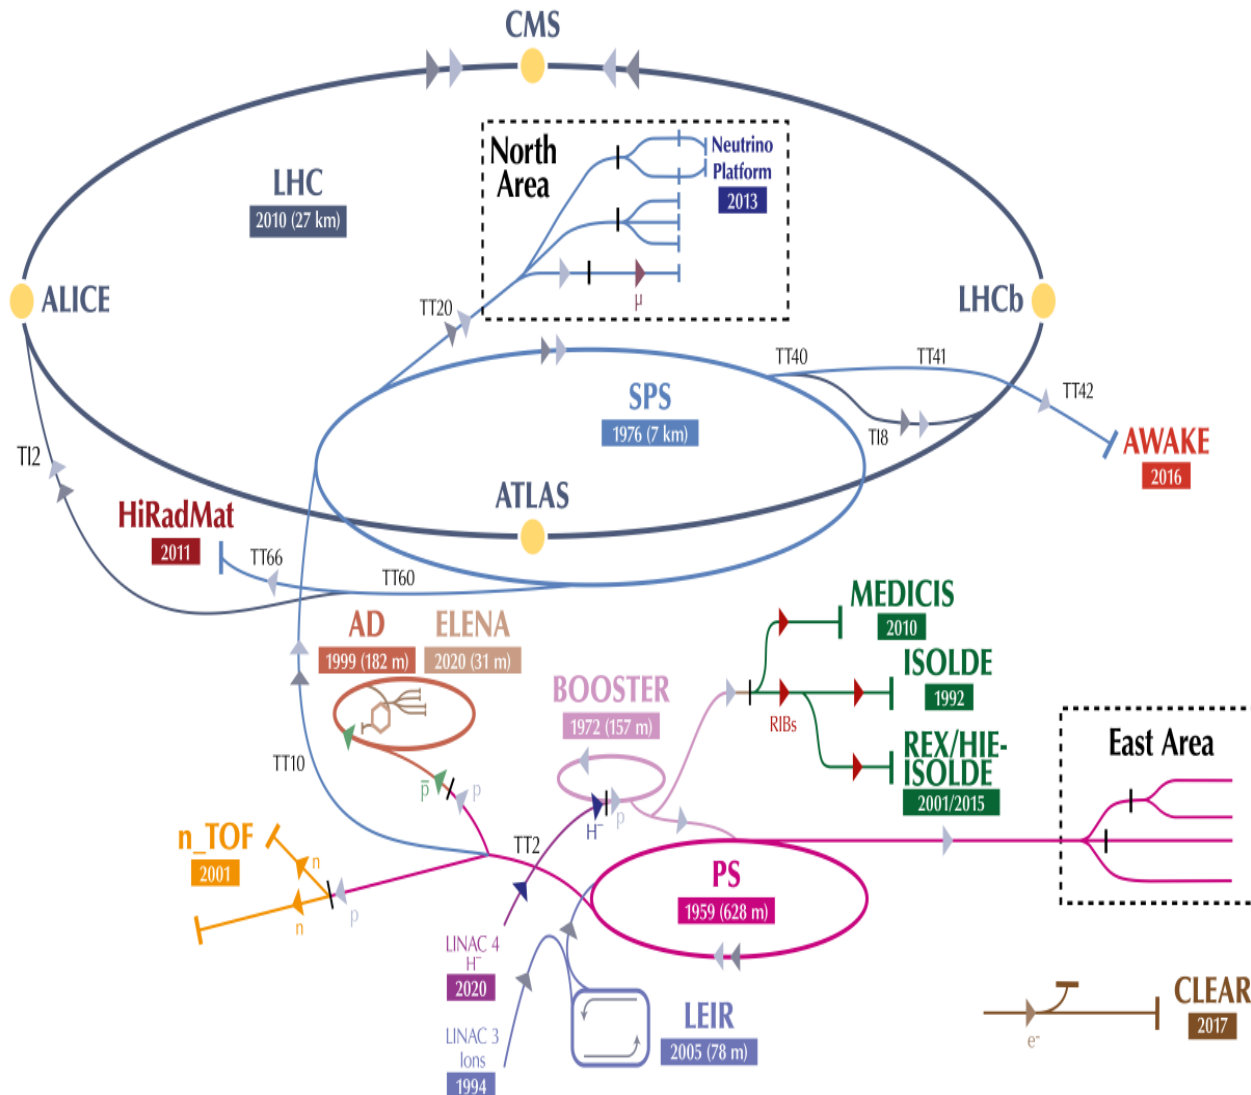 CMS
North
Area
Neutrino
Platform
2013
LHC
2010 (27 km)
ALICE
LHCb
μ
TT20
TT40
TT41
TT42
SPS
1976 (7 km)
TI8
AWAKE
2016
TI2
ATLAS
HiRadMat
2011
TT66
TT60
AD
1999 (182 m)
ELENA
2020 (31 m)
MEDICIS
2010
ISOLDE
1992
BOOSTER
1972 (157 m)
RIBs
REX/HIE-
ISOLDE
2001/2015
East Area
TT10
p̅
p
H⁻
p
TT2
n_TOF
2001
n
n
p
PS
1959 (628 m)
LINAC 4
H⁻
2020
LINAC 3
Ions
1994
LEIR
2005 (78 m)
CLEAR
2017
e⁻